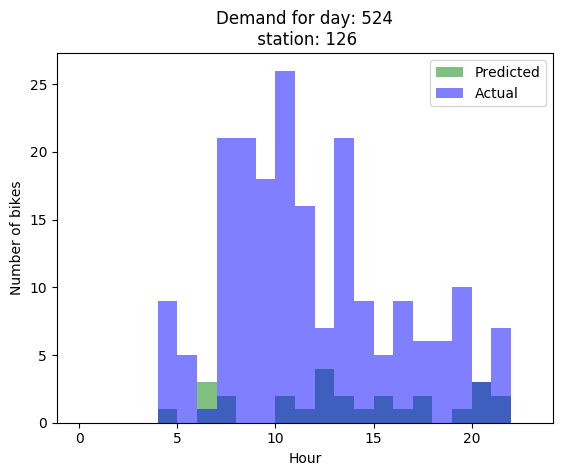 Demand for day: 524
station: 126
Predicted
Actual
Number of bikes
25
20
15
10
5
0
0 5 10 15 20
Hour